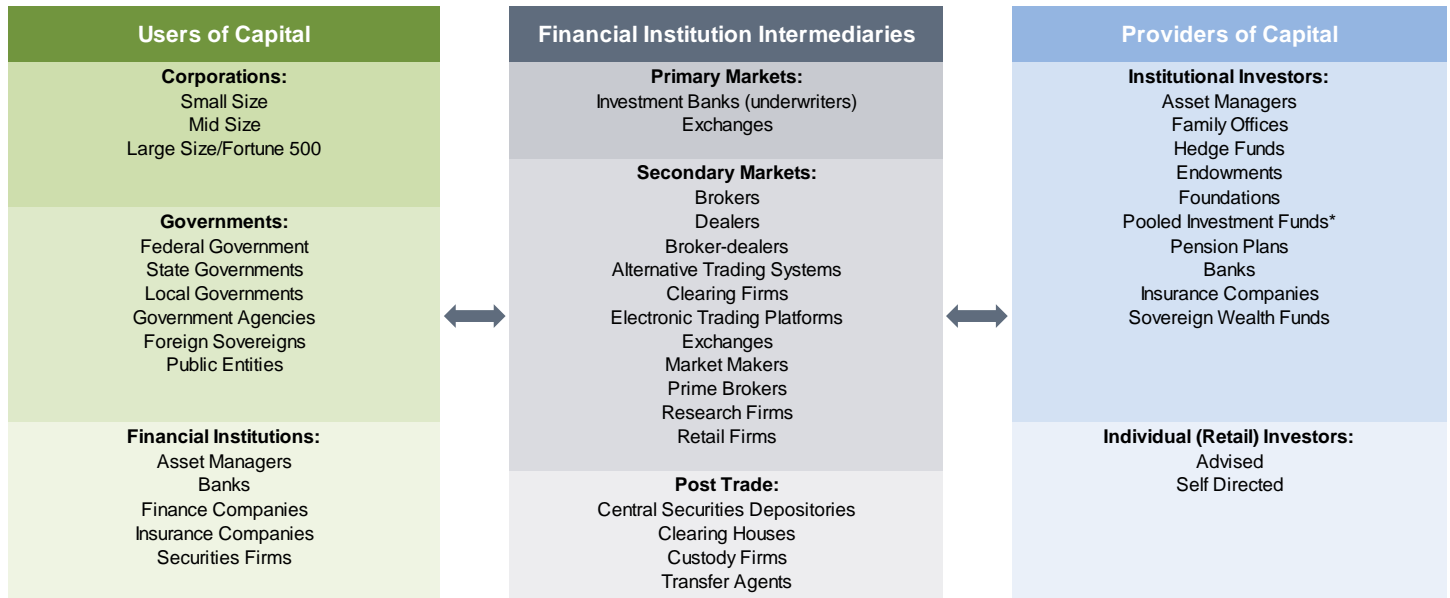 Users of Capital
Corporations:
Small Size
Mid Size
Large Size/Fortune 500
Governments:
Federal Government
State Governments
Local Governments
Government Agencies
Foreign Sovereigns
Public Entities
Financial Institutions:
Asset Managers
Banks
Finance Companies
Insurance Companies
Securities Firms
Financial Institution Intermediaries
Primary Markets:
Investment Banks (underwriters)
Exchanges
Secondary Markets:
Brokers
Dealers
Broker-dealers
Alternative Trading Systems
Clearing Firms
Electronic Trading Platforms
Exchanges
Market Makers
Prime Brokers
Research Firms
Retail Firms
Post Trade:
Central Securities Depositories
Clearing Houses
Custody Firms
Transfer Agents
Providers of Capital
Institutional Investors:
Asset Managers
Family Offices
Hedge Funds
Endowments
Foundations
Pooled Investment Funds*
Pension Plans
Banks
Insurance Companies
Sovereign Wealth Funds
Individual (Retail) Investors:
Advised
Self Directed